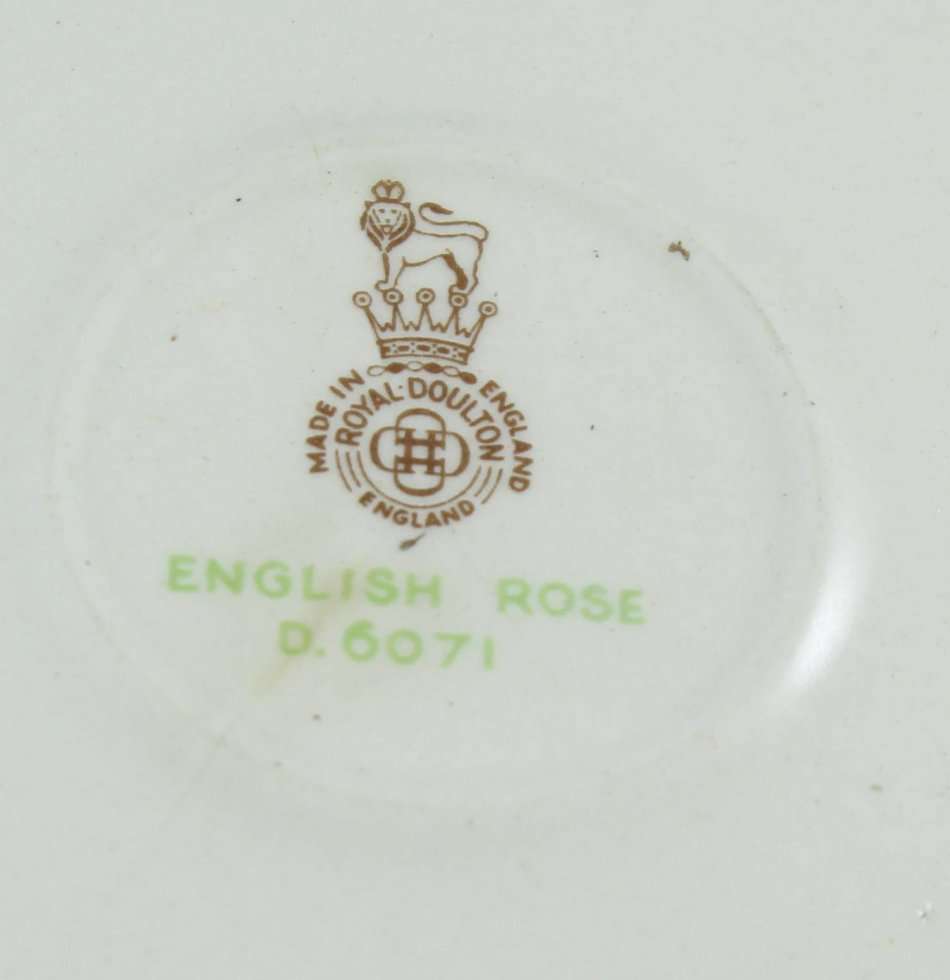 MADE IN ENGLAND
ROYAL·DOULTON
ENGLAND
ENGLISH ROSE
D. 6071